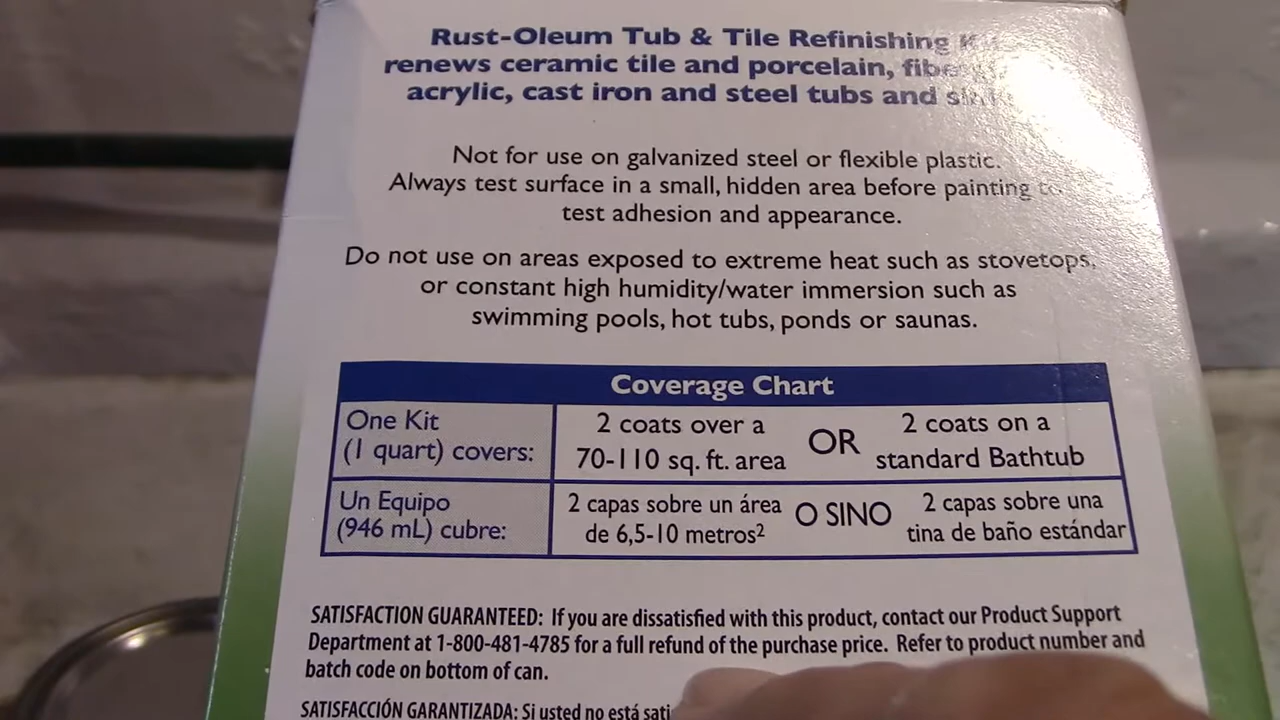 Rust-Oleum Tub & Tile Refinishing
renews ceramic tile and porcelain,
acrylic, cast iron and steel tubs and
Not for use on galvanized steel or flexible plastic.
Always test surface in a small, hidden area before painting to
test adhesion and appearance.
Do not use on areas exposed to extreme heat such as stovetops,
or constant high humidity/water immersion such as
swimming pools, hot tubs, ponds or saunas.
Coverage Chart
One Kit
(1 quart) covers:
2 coats over a
70-110 sq. ft. area
OR
2 coats on a
standard Bathtub
Un Equipo
(946 mL) cubre:
2 capas sobre un área
de 6,5-10 metros²
O SINO
2 capas sobre una
tina de baño estándar
SATISFACTION GUARANTEED: If you are dissatisfied with this product, contact our Product Support
Department at 1-800-481-4785 for a full refund of the purchase price. Refer to product number and
batch code on bottom of can.
SATISFACCIÓN GARANTIZADA: Si usted no está